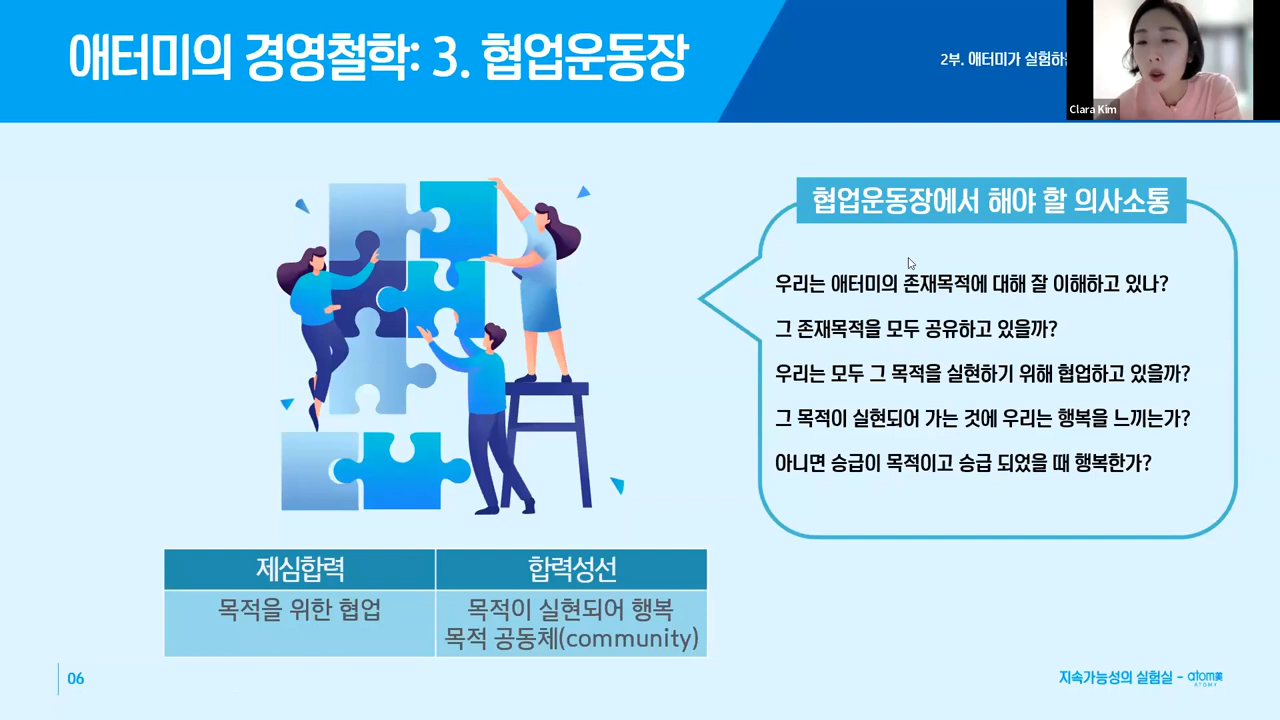 애터미의 경영철학: 3. 협업운동장
2부. 애터미가 실험하는
Clara Kim
협업운동장에서 해야 할 의사소통
우리는 애터미의 존재목적에 대해 잘 이해하고 있나?
그 존재목적을 모두 공유하고 있을까?
우리는 모두 그 목적을 실현하기 위해 협업하고 있을까?
그 목적이 실현되어 가는 것에 우리는 행복을 느끼는가?
아니면 승급이 목적이고 승급 되었을 때 행복한가?
제심합력 합력성선
목적을 위한 협업 목적이 실현되어 행복
목적 공동체(community)
06
지속가능성의 실험실 - atom美
ATOMY